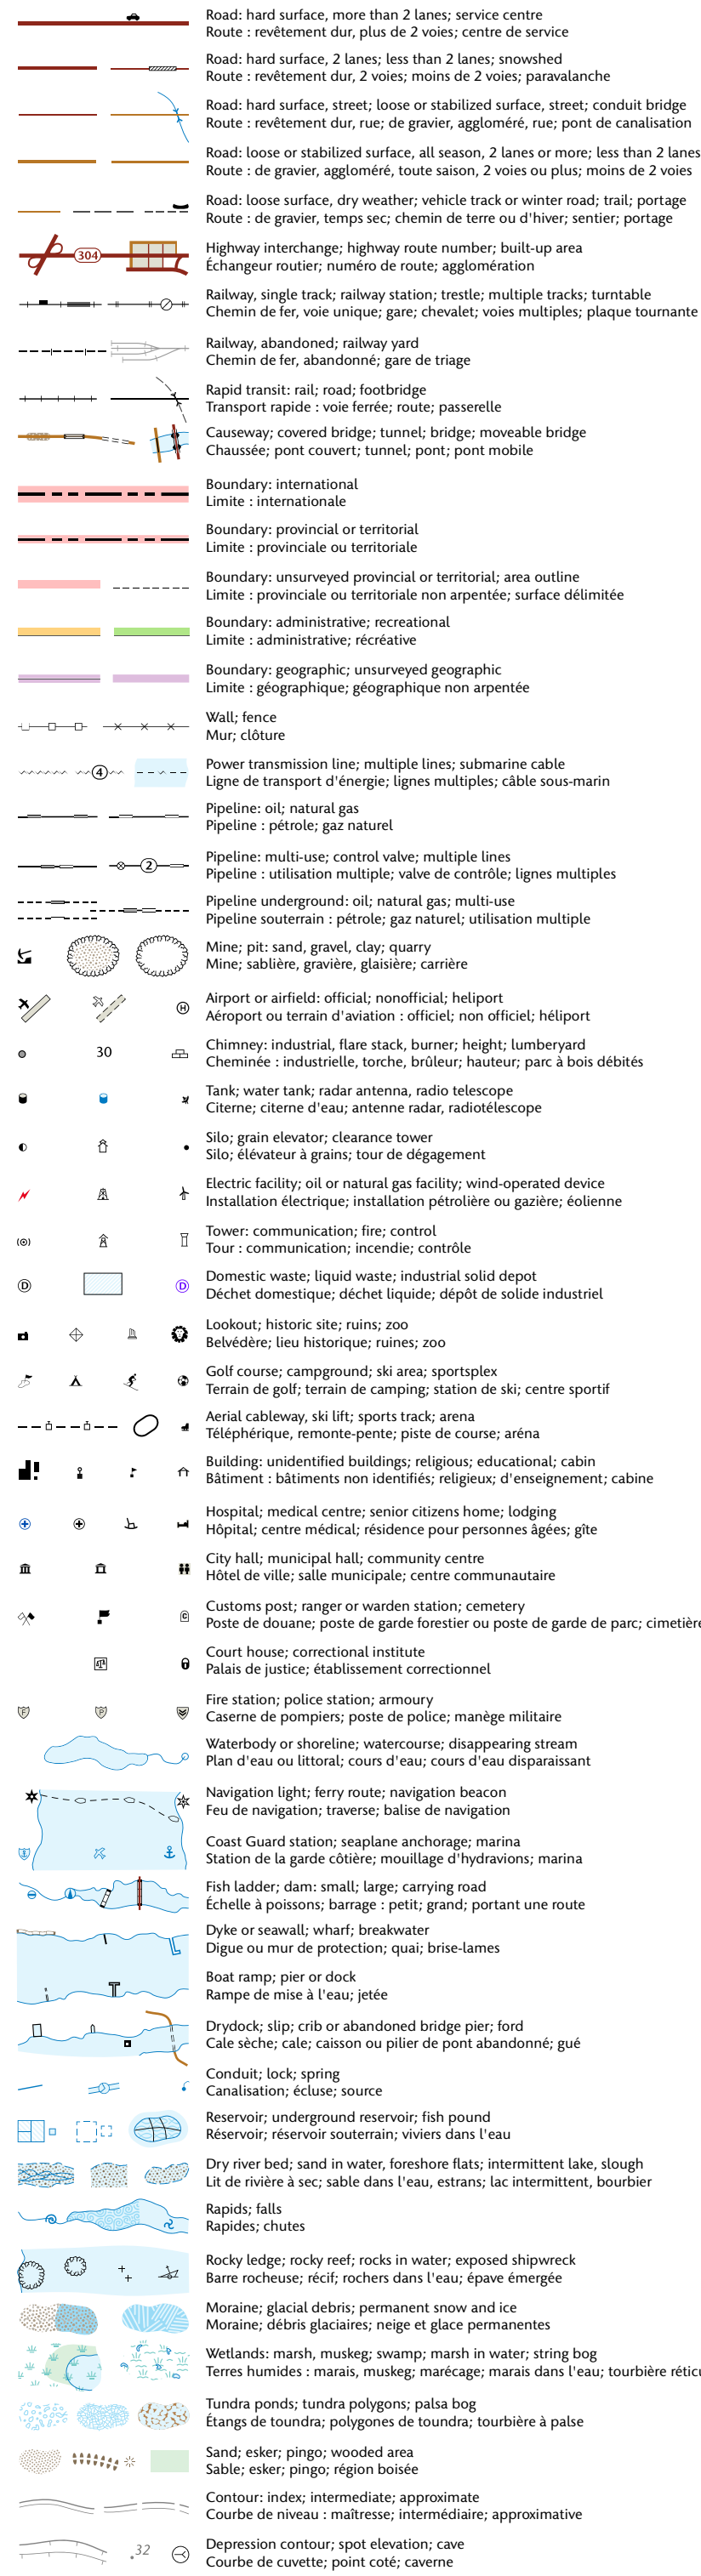 Road: hard surface, more than 2 lanes; service centre
Route : revêtement dur, plus de 2 voies; centre de service
Road: hard surface, 2 lanes; less than 2 lanes; snowshed
Route : revêtement dur, 2 voies; moins de 2 voies; paravalanche
Road: hard surface, street; loose or stabilized surface, street; conduit bridge
Route : revêtement dur, rue; de gravier, aggloméré, rue; pont de canalisation
Road: loose or stabilized surface, all season, 2 lanes or more; less than 2 lanes
Route : de gravier, aggloméré, toute saison, 2 voies ou plus; moins de 2 voies
Road: loose surface, dry weather; vehicle track or winter road; trail; portage
Route : de gravier, temps sec; chemin de terre ou d'hiver; sentier; portage
304
Highway interchange; highway route number; built-up area
Échangeur routier; numéro de route; agglomération
Railway, single track; railway station; trestle; multiple tracks; turntable
Chemin de fer, voie unique; gare; chevalet; voies multiples; plaque tournante
Railway, abandoned; railway yard
Chemin de fer, abandonné; gare de triage
Rapid transit: rail; road; footbridge
Transport rapide : voie ferrée; route; passerelle
Causeway; covered bridge; tunnel; bridge; moveable bridge
Chaussée; pont couvert; tunnel; pont; pont mobile
Boundary: international
Limite : internationale
Boundary: provincial or territorial
Limite : provinciale ou territoriale
Boundary: unsurveyed provincial or territorial; area outline
Limite : provinciale ou territoriale non arpentée; surface délimitée
Boundary: administrative; recreational
Limite : administrative; récréative
Boundary: geographic; unsurveyed geographic
Limite : géographique; géographique non arpentée
Wall; fence
Mur; clôture
4
Power transmission line; multiple lines; submarine cable
Ligne de transport d'énergie; lignes multiples; câble sous-marin
Pipeline: oil; natural gas
Pipeline : pétrole; gaz naturel
2
Pipeline: multi-use; control valve; multiple lines
Pipeline : utilisation multiple; valve de contrôle; lignes multiples
Pipeline underground: oil; natural gas; multi-use
Pipeline souterrain : pétrole; gaz naturel; utilisation multiple
Mine; pit: sand, gravel, clay; quarry
Mine; sablière, gravière, glaisière; carrière
H
Airport or airfield: official; nonofficial; heliport
Aéroport ou terrain d'aviation : officiel; non officiel; héliport
30
Chimney: industrial, flare stack, burner; height; lumberyard
Cheminée : industrielle, torche, brûleur; hauteur; parc à bois débités
Tank; water tank; radar antenna, radio telescope
Citerne; citerne d'eau; antenne radar, radiotélescope
Silo; grain elevator; clearance tower
Silo; élévateur à grains; tour de dégagement
Electric facility; oil or natural gas facility; wind-operated device
Installation électrique; installation pétrolière ou gazière; éolienne
Tower: communication; fire; control
Tour : communication; incendie; contrôle
D D
Domestic waste; liquid waste; industrial solid depot
Déchet domestique; déchet liquide; dépôt de solide industriel
Lookout; historic site; ruins; zoo
Belvédère; lieu historique; ruines; zoo
Golf course; campground; ski area; sportsplex
Terrain de golf; terrain de camping; station de ski; centre sportif
Aerial cableway, ski lift; sports track; arena
Téléphérique, remonte-pente; piste de course; aréna
Building: unidentified buildings; religious; educational; cabin
Bâtiment : bâtiments non identifiés; religieux; d'enseignement; cabine
Hospital; medical centre; senior citizens home; lodging
Hôpital; centre médical; résidence pour personnes âgées; gîte
City hall; municipal hall; community centre
Hôtel de ville; salle municipale; centre communautaire
C
Customs post; ranger or warden station; cemetery
Poste de douane; poste de garde forestier ou poste de garde de parc; cimetière
Court house; correctional institute
Palais de justice; établissement correctionnel
F P
Fire station; police station; armoury
Caserne de pompiers; poste de police; manège militaire
Waterbody or shoreline; watercourse; disappearing stream
Plan d'eau ou littoral; cours d'eau; cours d'eau disparaissant
Navigation light; ferry route; navigation beacon
Feu de navigation; traverse; balise de navigation
Coast Guard station; seaplane anchorage; marina
Station de la garde côtière; mouillage d'hydravions; marina
Fish ladder; dam: small; large; carrying road
Échelle à poissons; barrage : petit; grand; portant une route
Dyke or seawall; wharf; breakwater
Digue ou mur de protection; quai; brise-lames
Boat ramp; pier or dock
Rampe de mise à l'eau; jetée
Drydock; slip; crib or abandoned bridge pier; ford
Cale sèche; cale; caisson ou pilier de pont abandonné; gué
Conduit; lock; spring
Canalisation; écluse; source
Reservoir; underground reservoir; fish pound
Réservoir; réservoir souterrain; viviers dans l'eau
Dry river bed; sand in water, foreshore flats; intermittent lake, slough
Lit de rivière à sec; sable dans l'eau, estrans; lac intermittent, bourbier
Rapids; falls
Rapides; chutes
Rocky ledge; rocky reef; rocks in water; exposed shipwreck
Barre rocheuse; récif; rochers dans l'eau; épave émergée
Moraine; glacial debris; permanent snow and ice
Moraine; débris glaciaires; neige et glace permanentes
Wetlands: marsh, muskeg; swamp; marsh in water; string bog
Terres humides : marais, muskeg; marécage; marais dans l'eau; tourbière
Tundra ponds; tundra polygons; palsa bog
Étangs de toundra; polygones de toundra; tourbière à palse
Sand; esker; pingo; wooded area
Sable; esker; pingo; région boisée
Contour: index; intermediate; approximate
Courbe de niveau : maîtresse; intermédiaire; approximative
.32
Depression contour; spot elevation; cave
Courbe de cuvette; point coté; caverne